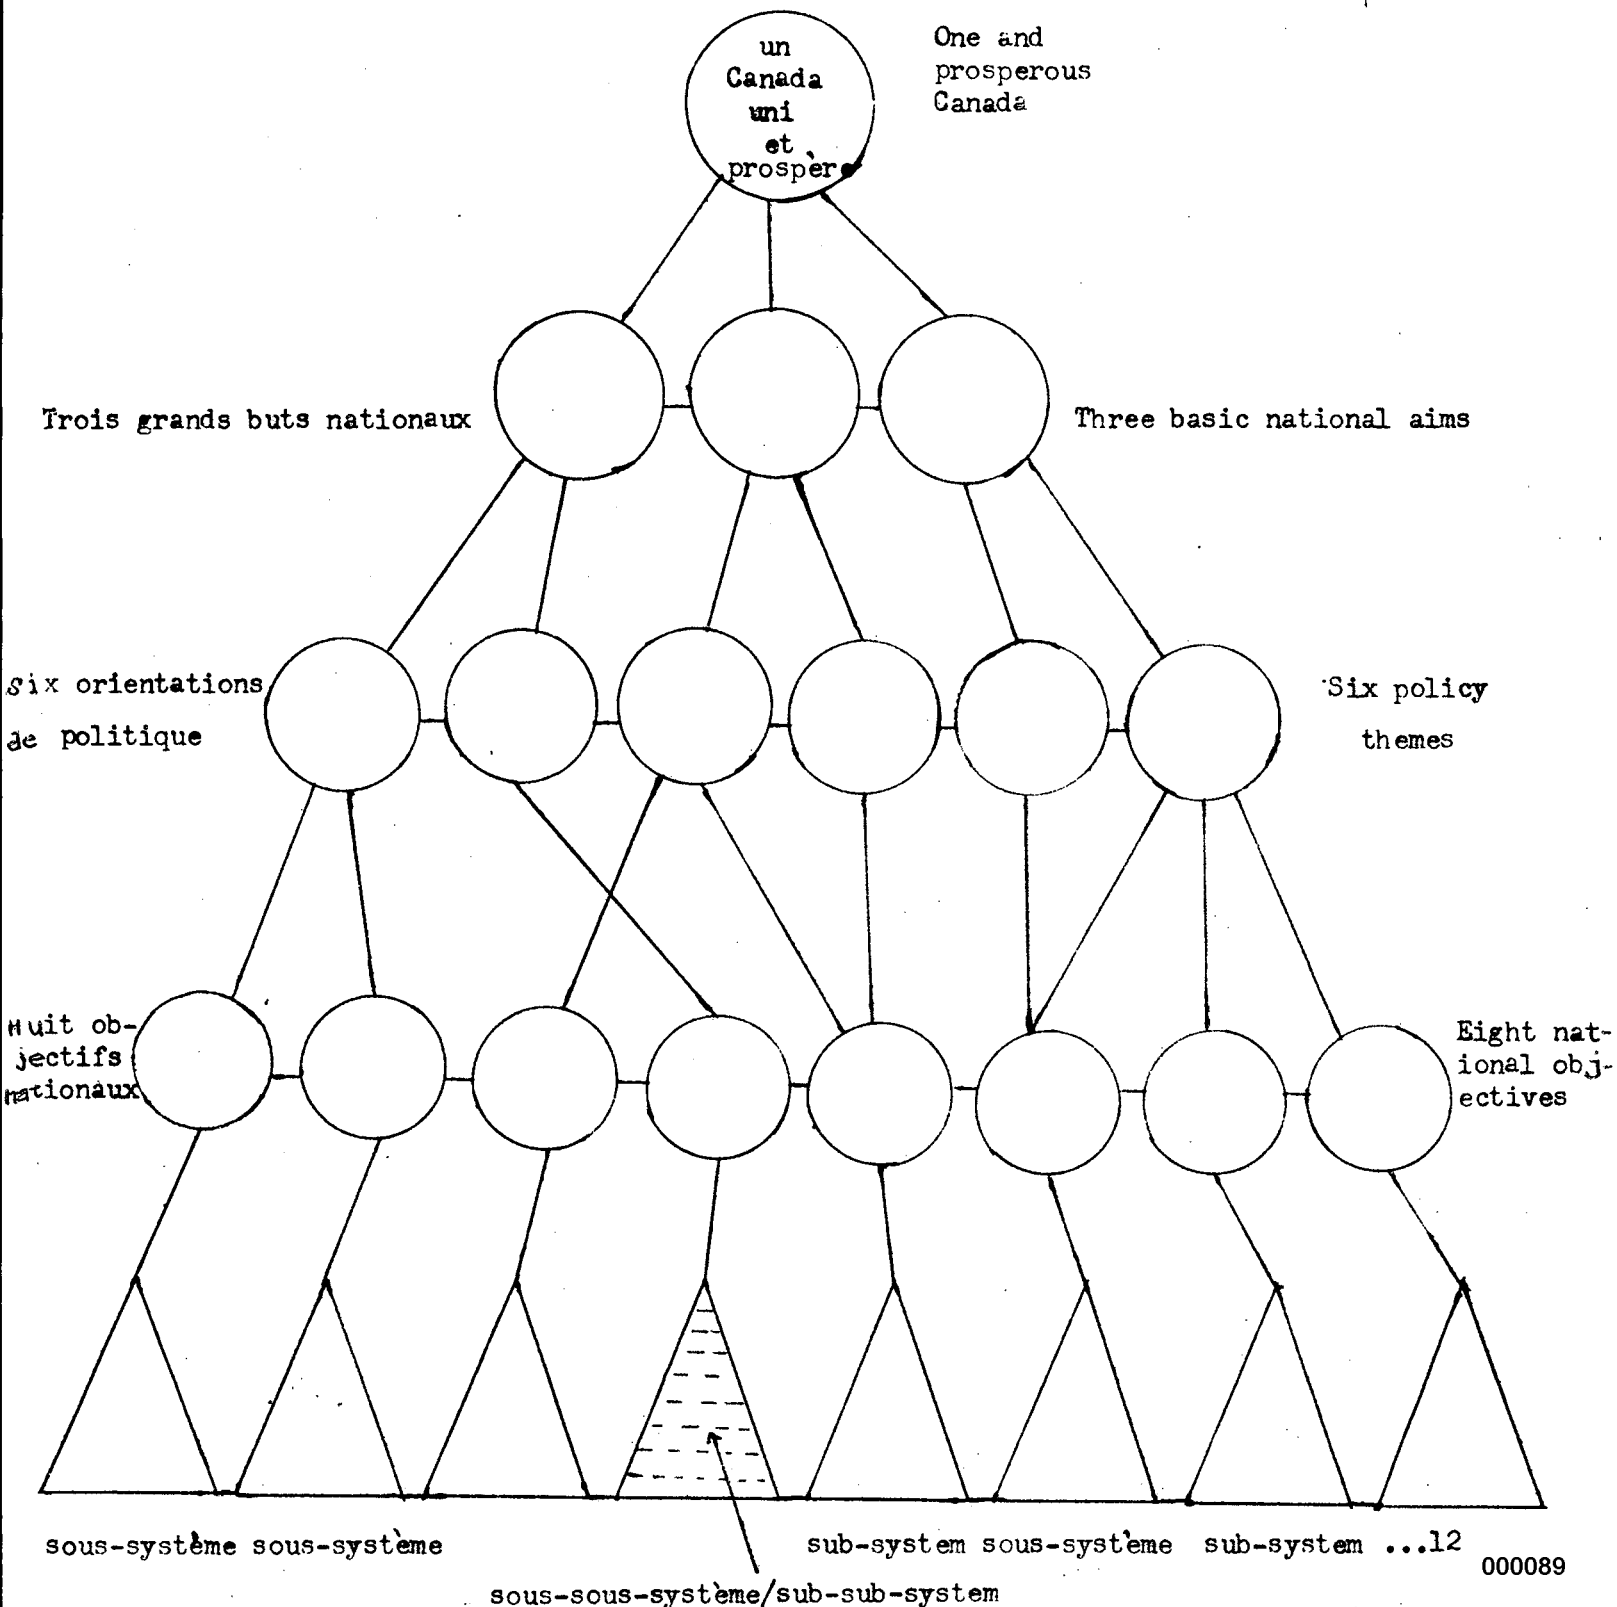 un
Canada
uni
et
prospère
One and
prosperous
Canada
Trois grands buts nationaux
Three basic national aims
Six orientations
de politique
Six policy
themes
Huit ob-
jectifs
nationaux
Eight nat-
ional obj-
ectives
sous-système sous-système
sub-system sous-système sub-system ...12
sous-sous-système/sub-sub-system
000089